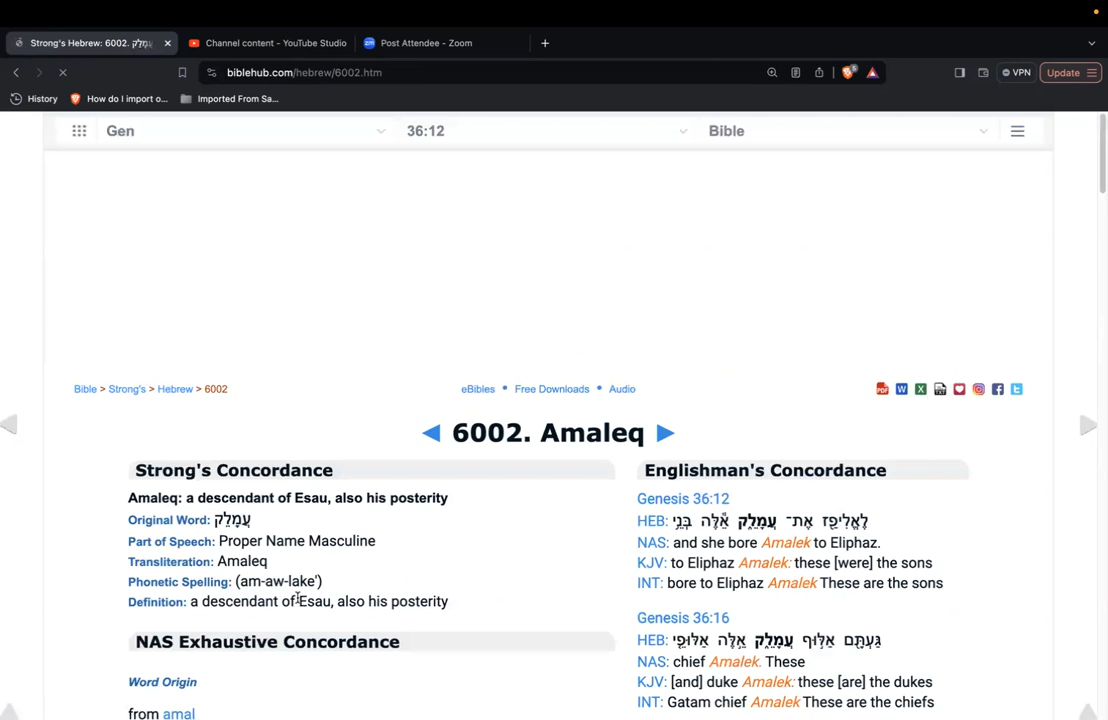 Strong's Hebrew: 6002. עֲמָלֵק
Channel content - YouTube Studio
Post Attendee - Zoom
biblehub.com/hebrew/6002.htm
VPN
Update
History
How do I import o...
Imported From Sa...
Gen
36:12
Bible
Bible > Strong's > Hebrew > 6002
eBibles • Free Downloads • Audio
6002. Amaleq
Strong's Concordance
Amaleq: a descendant of Esau, also his posterity
Original Word: עֲמָלֵק
Part of Speech: Proper Name Masculine
Transliteration: Amaleq
Phonetic Spelling: (am-aw-lake')
Definition: a descendant of Esau, also his posterity
NAS Exhaustive Concordance
Word Origin
from amal
Englishman's Concordance
Genesis 36:12
HEB: לֶאֱלִיפַ֖ז אֶת־ עֲמָלֵ֑ק אֵ֕לֶּה בְּנֵ֥י
NAS: and she bore Amalek to Eliphaz.
KJV: to Eliphaz Amalek: these [were] the sons
INT: bore to Eliphaz Amalek These are the sons
Genesis 36:16
HEB: גַּעְתָּ֖ם אַלּ֣וּף עֲמָלֵ֑ק אֵ֣לֶּה אַלּוּפֵ֤י
NAS: chief Amalek. These
KJV: [and] duke Amalek: these [are] the dukes
INT: Gatam chief Amalek These are the chiefs